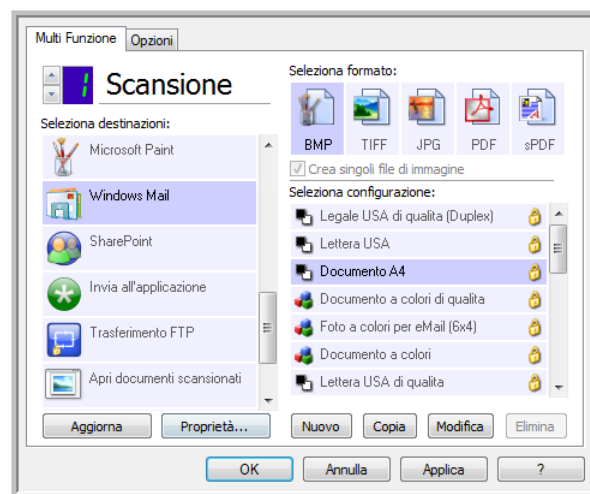 Multi Funzione
Opzioni
1
Scansione
Seleziona destinazioni:
Microsoft Paint
Windows Mail
SharePoint
Invia all'applicazione
Trasferimento FTP
Apri documenti scansionati
Aggiorna
Proprietà...
Seleziona formato:
BMP
TIFF
JPG
PDF
sPDF
Crea singoli file di immagine
Seleziona configurazione:
Legale USA di qualita (Duplex)
Lettera USA
Documento A4
Documento a colori di qualita
Foto a colori per eMail (6x4)
Documento a colori
Lettera USA di qualita
Nuovo
Copia
Modifica
Elimina
OK
Annulla
Applica
?